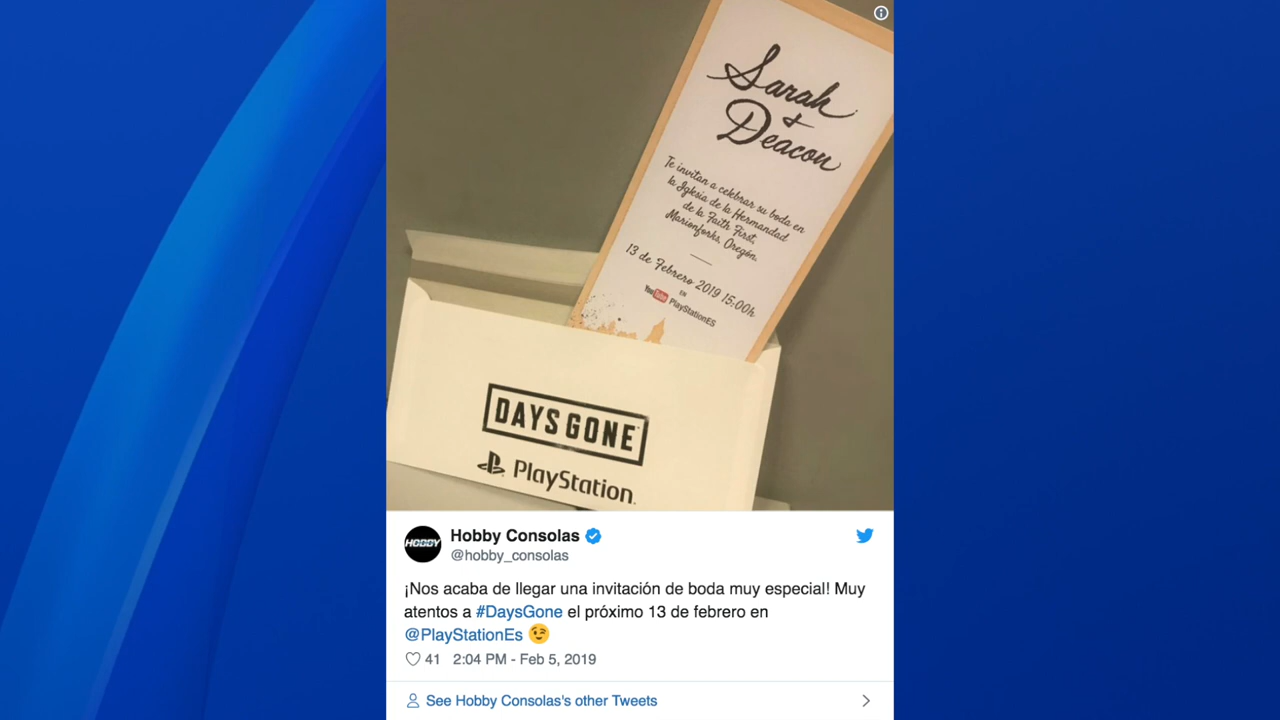 Sarah
&
Deacon
Te invitan a celebrar su boda en
la Iglesia de la Hermandad
de la Faith First,
Marionforks, Oregón.
13 de Febrero 2019 15:00h.
EN
YouTube PlayStationES
DAYS GONE
PlayStation
HOBBY
Hobby Consolas
@hobby_consolas
¡Nos acaba de llegar una invitación de boda muy especial! Muy
atentos a #DaysGone el próximo 13 de febrero en
@PlayStationEs 😉
41 2:04 PM - Feb 5, 2019
See Hobby Consolas's other Tweets